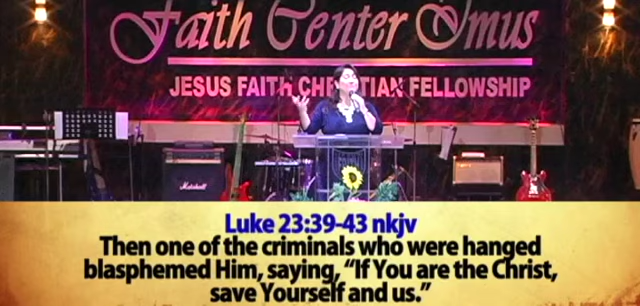 Faith Center Imus
JESUS FAITH CHRISTIAN FELLOWSHIP
Marshall
Luke 23:39-43 nkjv
Then one of the criminals who were hanged
blasphemed Him, saying, “If You are the Christ,
save Yourself and us.”